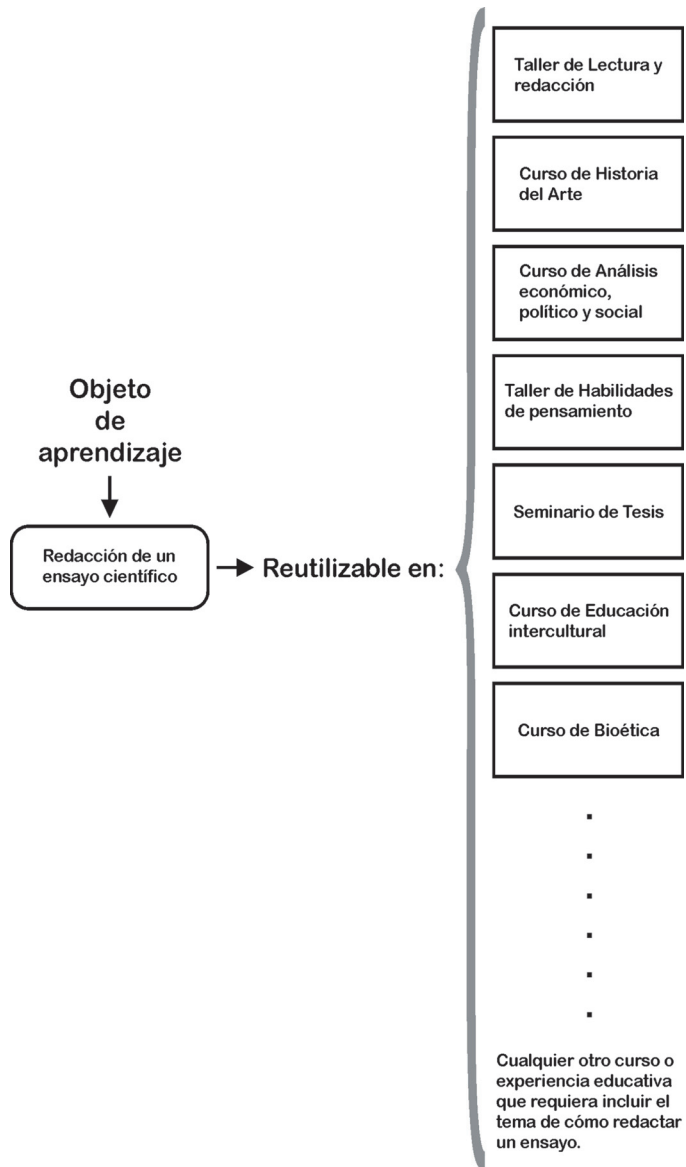 Objeto
de
aprendizaje
Redacción de un
ensayo científico
Reutilizable en:
Taller de Lectura y
redacción
Curso de Historia
del Arte
Curso de Análisis
económico,
político y social
Taller de Habilidades
de pensamiento
Seminario de Tesis
Curso de Educación
intercultural
Curso de Bioética
Cualquier otro curso o
experiencia educativa
que requiera incluir el
tema de cómo redactar
un ensayo.